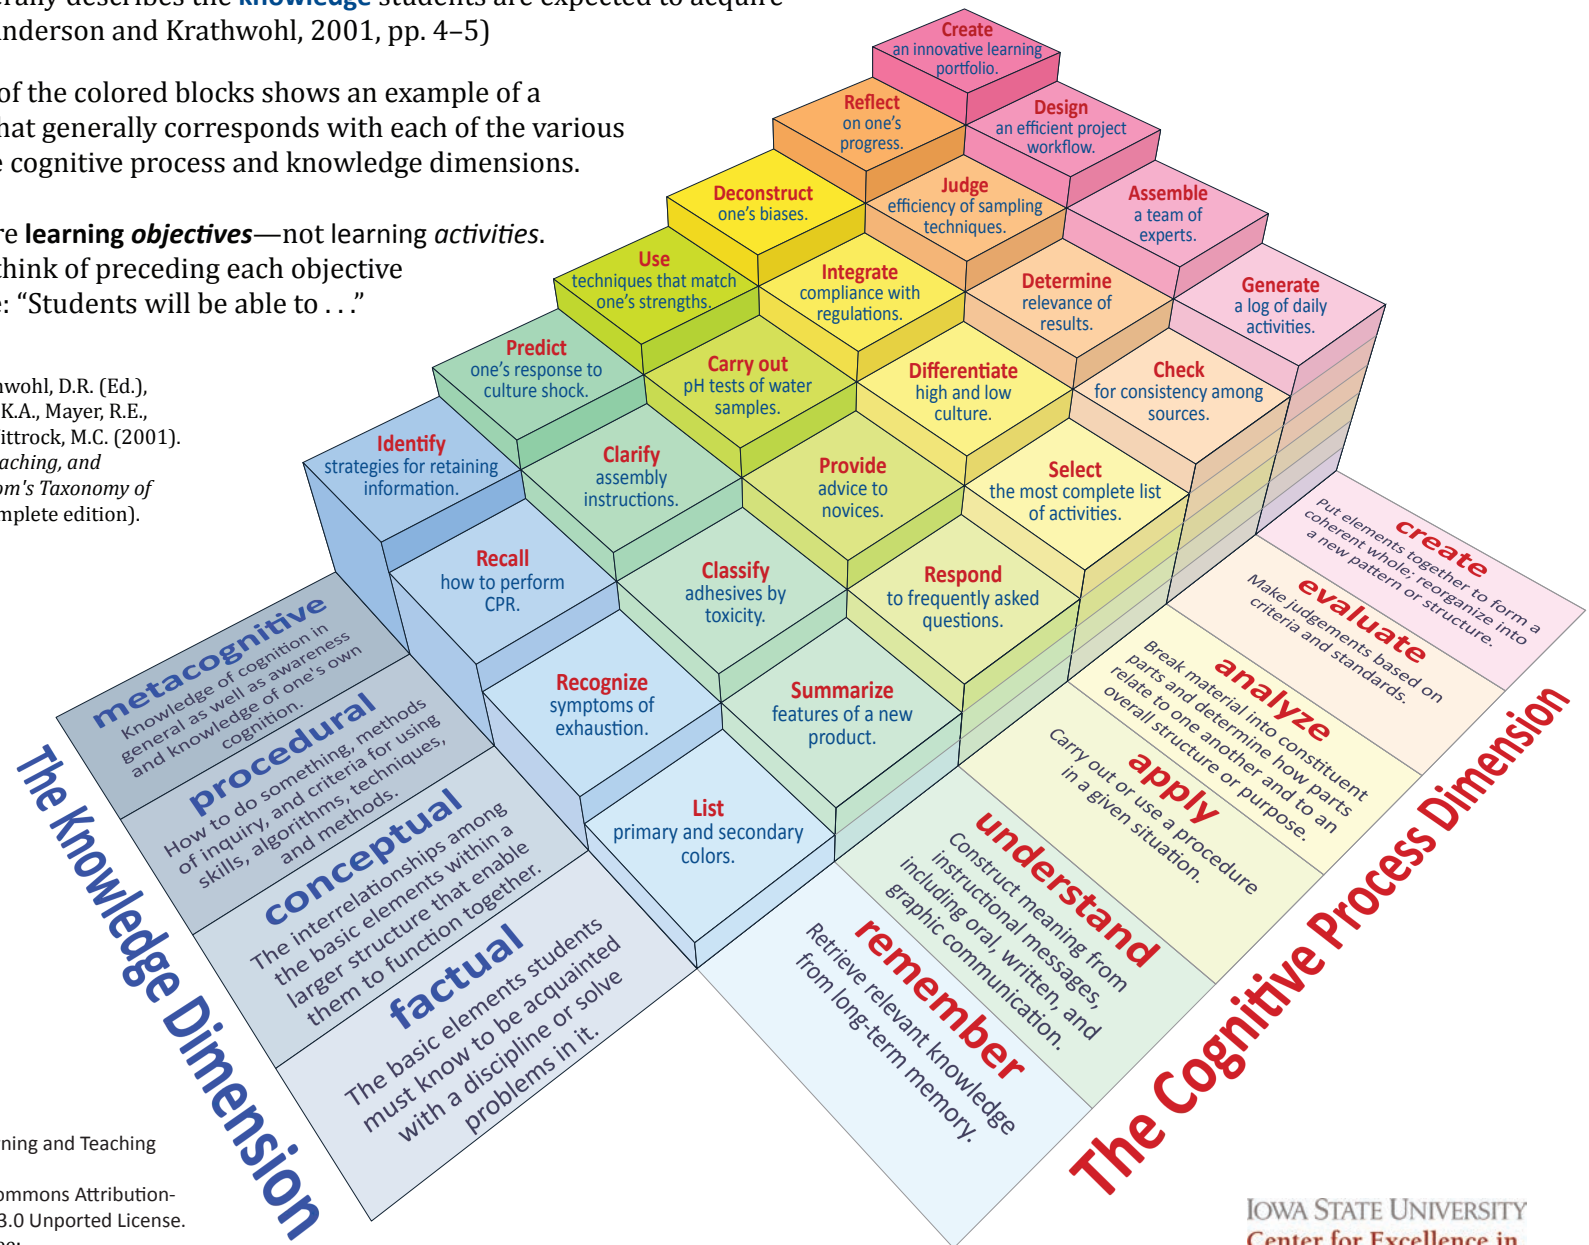 erally describes the knowledge students are expected to acquire
nderson and Krathwohl, 2001, pp. 4–5)
of the colored blocks shows an example of a
hat generally corresponds with each of the various
e cognitive process and knowledge dimensions.
re learning objectives—not learning activities.
think of preceding each objective
e: “Students will be able to . . .”
nwohl, D.R. (Ed.),
K.A., Mayer, R.E.,
ittrock, M.C. (2001).
aching, and
om's Taxonomy of
mplete edition).
Create
an innovative learning
portfolio.
Reflect
on one's
progress.
Design
an efficient project
workflow.
Deconstruct
one's biases.
Judge
efficiency of sampling
techniques.
Assemble
a team of
experts.
Use
techniques that match
one's strengths.
Integrate
compliance with
regulations.
Determine
relevance of
results.
Generate
a log of daily
activities.
Predict
one's response to
culture shock.
Carry out
pH tests of water
samples.
Differentiate
high and low
culture.
Check
for consistency among
sources.
Identify
strategies for retaining
information.
Clarify
assembly
instructions.
Provide
advice to
novices.
Select
the most complete list
of activities.
Recall
how to perform
CPR.
Classify
adhesives by
toxicity.
Respond
to frequently asked
questions.
Recognize
symptoms of
exhaustion.
Summarize
features of a new
product.
List
primary and secondary
colors.
The Knowledge Dimension
metacognitive
Knowledge of cognition in
general as well as awareness
and knowledge of one's own
cognition.
procedural
How to do something, methods
of inquiry, and criteria for using
skills, algorithms, techniques,
and methods.
conceptual
The interrelationships among
the basic elements within a
larger structure that enable
them to function together.
factual
The basic elements students
must know to be acquainted
with a discipline or solve
problems in it.
The Cognitive Process Dimension
create
Put elements together to form a
coherent whole; reorganize into
a new pattern or structure.
evaluate
Make judgements based on
criteria and standards.
analyze
Break material into constituent
parts and determine how parts
relate to one another and to an
overall structure or purpose.
apply
Carry out or use a procedure
in a given situation.
understand
Construct meaning from
instructional messages,
including oral, written, and
graphic communication.
remember
Retrieve relevant knowledge
from long-term memory.
rning and Teaching
ommons Attribution-
3.0 Unported License.
IOWA STATE UNIVERSITY
Center for Excellence in